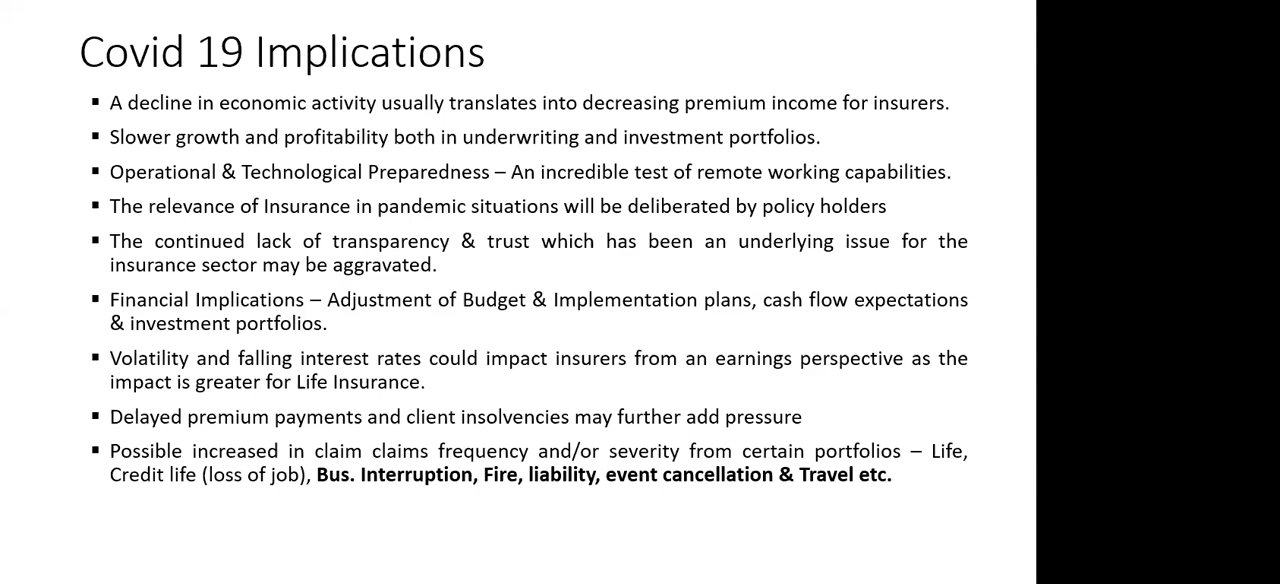 Covid 19 Implications
▪ A decline in economic activity usually translates into decreasing premium income for insurers.
▪ Slower growth and profitability both in underwriting and investment portfolios.
▪ Operational & Technological Preparedness – An incredible test of remote working capabilities.
▪ The relevance of Insurance in pandemic situations will be deliberated by policy holders
▪ The continued lack of transparency & trust which has been an underlying issue for the
insurance sector may be aggravated.
▪ Financial Implications – Adjustment of Budget & Implementation plans, cash flow expectations
& investment portfolios.
▪ Volatility and falling interest rates could impact insurers from an earnings perspective as the
impact is greater for Life Insurance.
▪ Delayed premium payments and client insolvencies may further add pressure
▪ Possible increased in claim claims frequency and/or severity from certain portfolios – Life,
Credit life (loss of job), Bus. Interruption, Fire, liability, event cancellation & Travel etc.